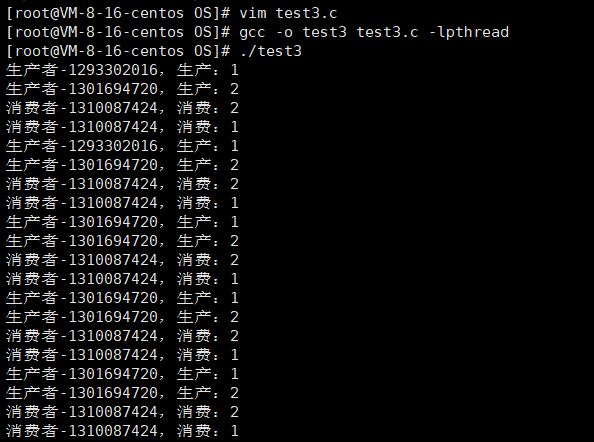 [root@VM-8-16-centos OS]# vim test3.c
[root@VM-8-16-centos OS]# gcc -o test3 test3.c -lpthread
[root@VM-8-16-centos OS]# ./test3
生产者-1293302016，生产：1
生产者-1301694720，生产：2
消费者-1310087424，消费：2
消费者-1310087424，消费：1
生产者-1293302016，生产：1
生产者-1301694720，生产：2
消费者-1310087424，消费：2
消费者-1310087424，消费：1
生产者-1301694720，生产：1
生产者-1301694720，生产：2
消费者-1310087424，消费：2
消费者-1310087424，消费：1
生产者-1301694720，生产：1
生产者-1301694720，生产：2
消费者-1310087424，消费：2
消费者-1310087424，消费：1
生产者-1301694720，生产：1
生产者-1301694720，生产：2
消费者-1310087424，消费：2
消费者-1310087424，消费：1